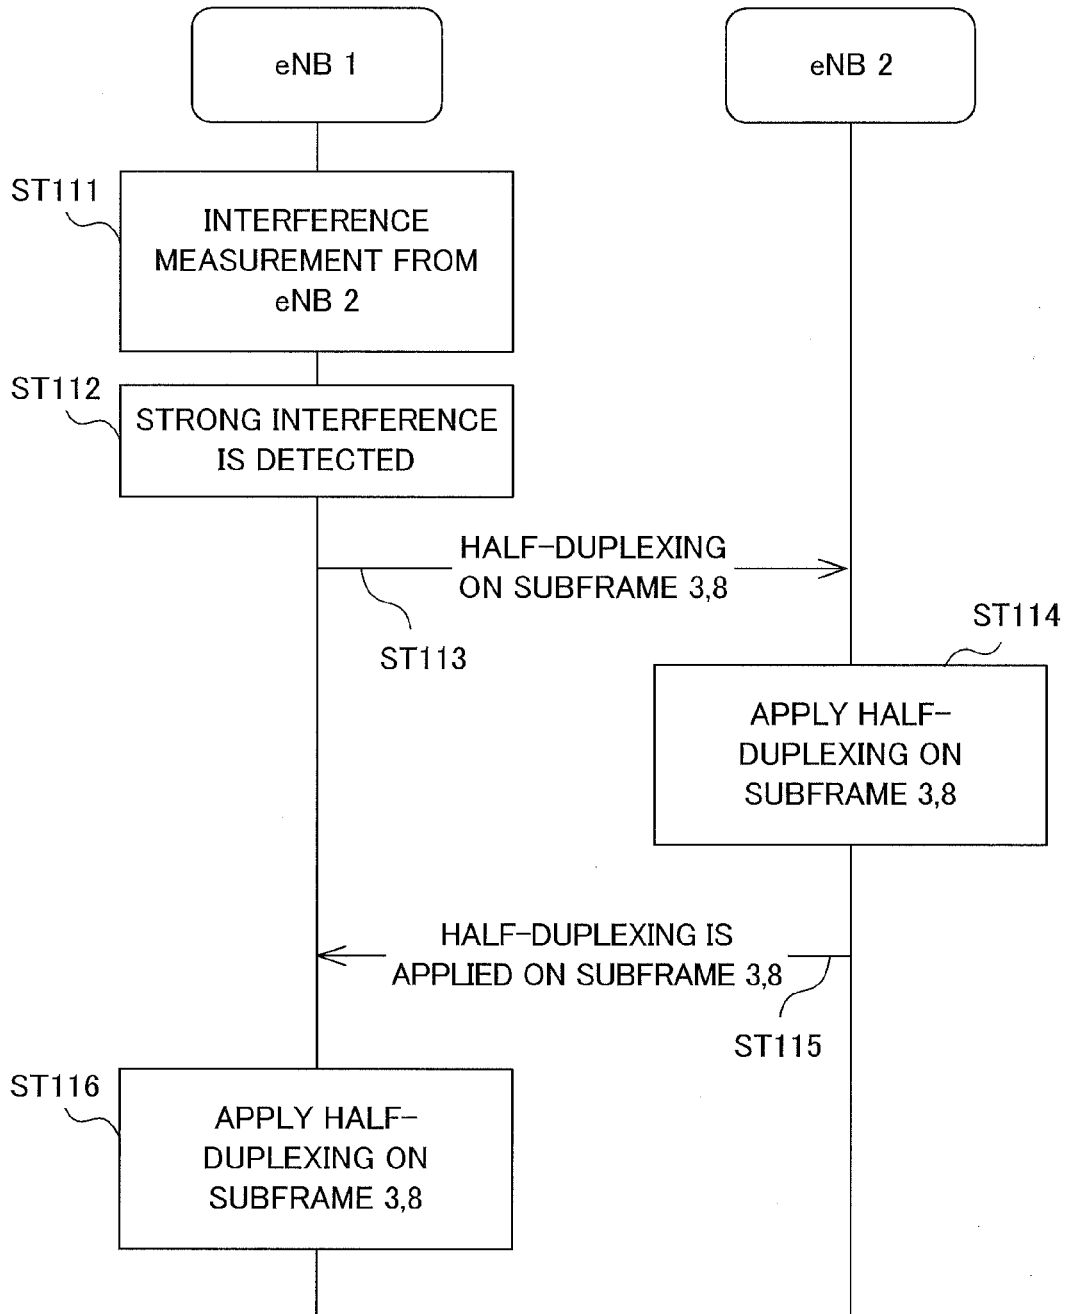 eNB 1
eNB 2
ST111
INTERFERENCE
MEASUREMENT FROM
eNB 2
ST112
STRONG INTERFERENCE
IS DETECTED
HALF-DUPLEXING
ON SUBFRAME 3,8
ST113
ST114
APPLY HALF-
DUPLEXING ON
SUBFRAME 3,8
HALF-DUPLEXING IS
APPLIED ON SUBFRAME 3,8
ST115
ST116
APPLY HALF-
DUPLEXING ON
SUBFRAME 3,8